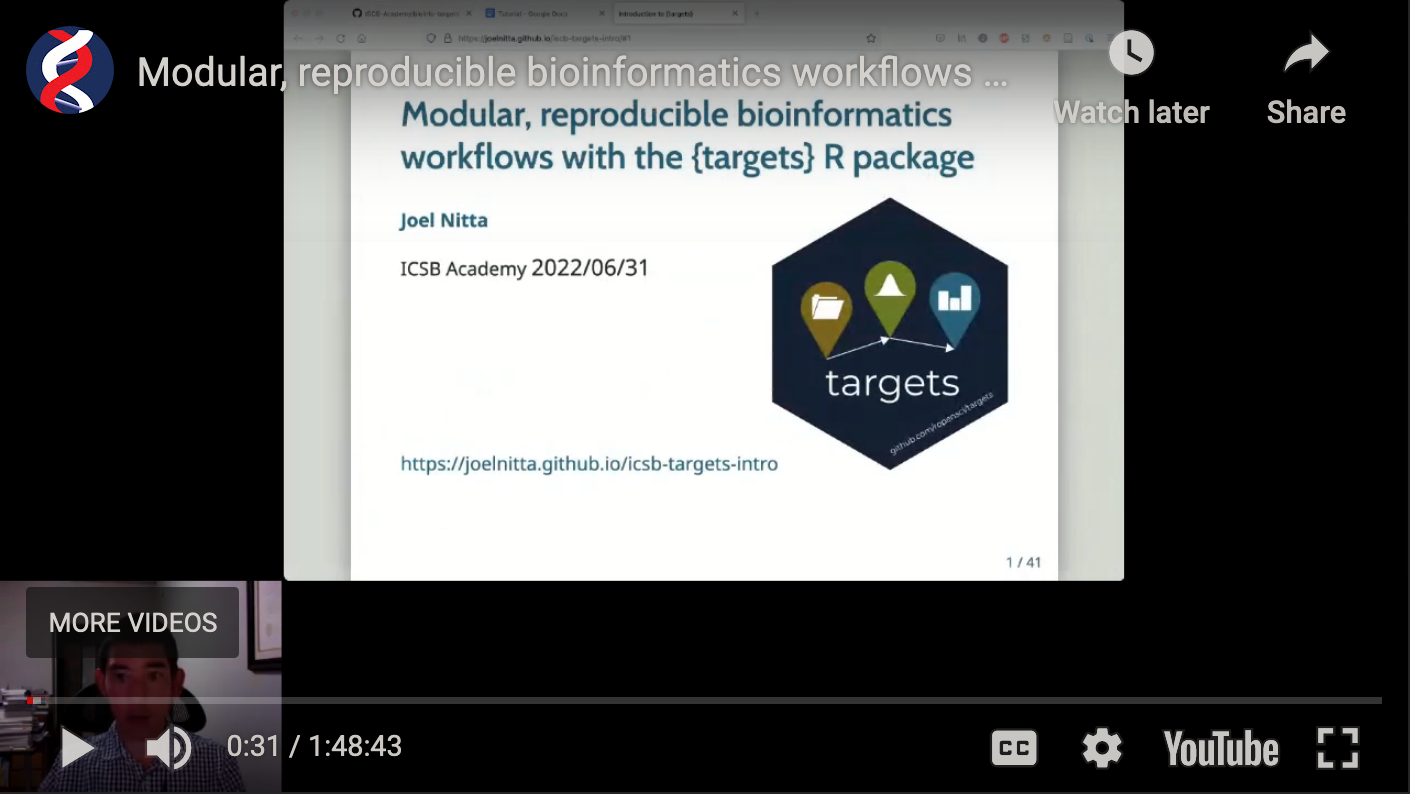 ISCB-Academy/bioinfo-targets
Tutorial - Google Docs
Introduction to {targets}
https://joelnitta.github.io/icsb-targets-intro/#1
Modular, reproducible bioinformatics workflows …
Watch later
Share
Modular, reproducible bioinformatics
workflows with the {targets} R package
Joel Nitta
ICSB Academy 2022/06/31
targets
github.com/ropensci/targets
https://joelnitta.github.io/icsb-targets-intro
1 / 41
MORE VIDEOS
0:31 / 1:48:43
CC
YouTube